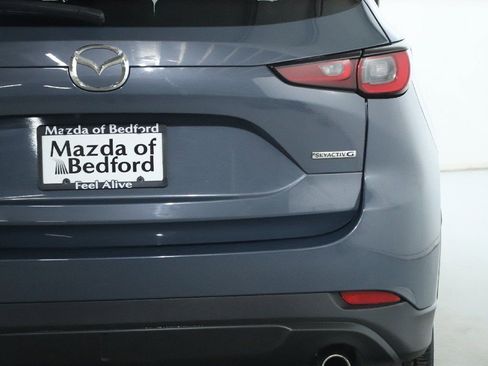 Mazda of Bedford
Mazda of
Bedford
Feel Alive
SKYACTIV G